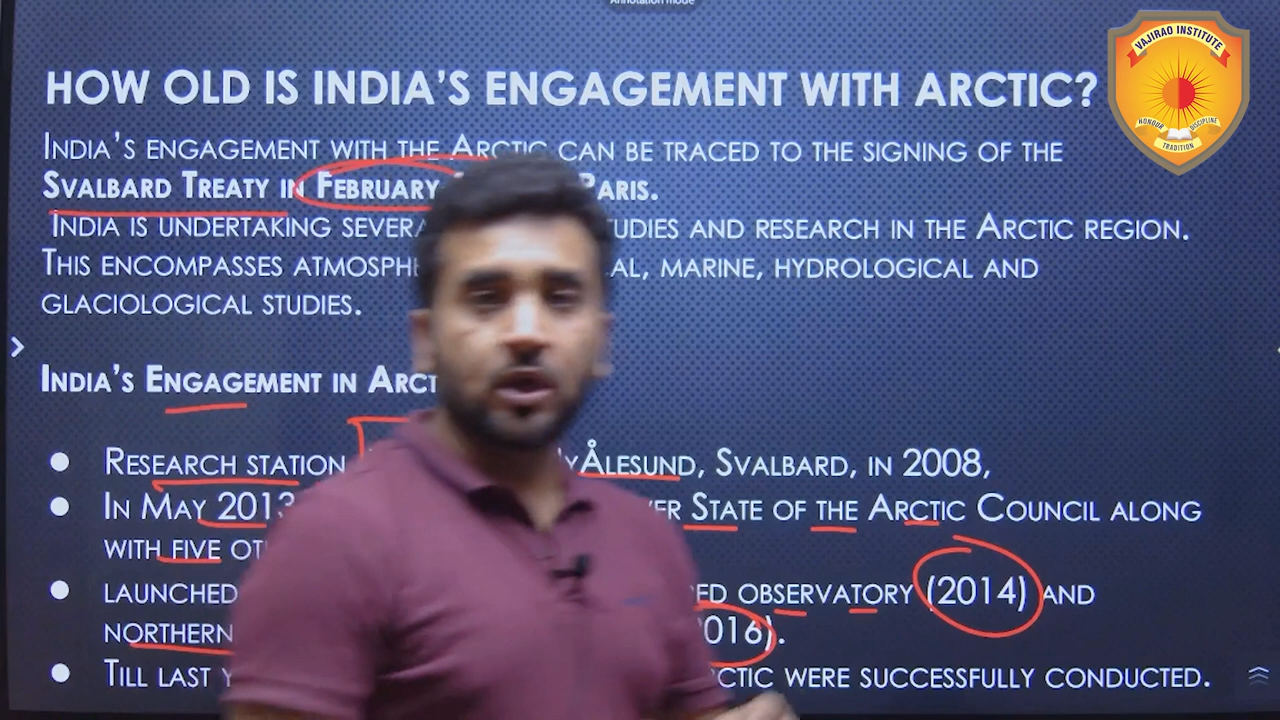 Annotation mode
VAJIRAO INSTITUTE
HONOUR DISCIPLINE
TRADITION
HOW OLD IS INDIA'S ENGAGEMENT WITH ARCTIC?
INDIA'S ENGAGEMENT WITH THE ARCTIC CAN BE TRACED TO THE SIGNING OF THE
SVALBARD TREATY IN FEBRUARY PARIS.
INDIA IS UNDERTAKING SEVERA UDIES AND RESEARCH IN THE ARCTIC REGION.
THIS ENCOMPASSES ATMOSPHE AL, MARINE, HYDROLOGICAL AND
GLACIOLOGICAL STUDIES.
INDIA'S ENGAGEMENT IN ARCT
● RESEARCH STATION YÅLESUND, SVALBARD, IN 2008,
● IN MAY 2013 ER STATE OF THE ARCTIC COUNCIL ALONG
WITH FIVE OT
● LAUNCHED ED OBSERVATORY (2014) AND
NORTHERN 016).
● TILL LAST Y CTIC WERE SUCCESSFULLY CONDUCTED.